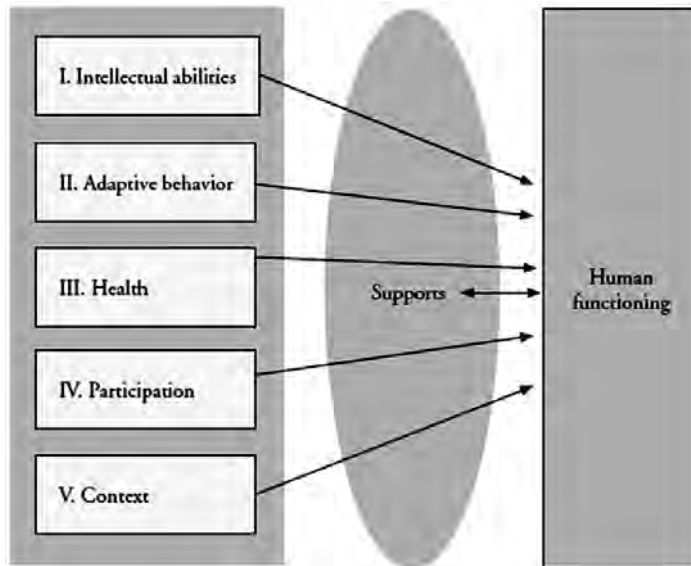 I. Intellectual abilities
II. Adaptive behavior
III. Health
IV. Participation
V. Context
Supports
Human
functioning